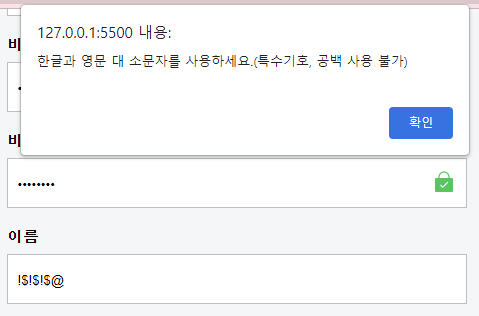 127.0.0.1:5500 내용:
한글과 영문 대 소문자를 사용하세요.(특수기호, 공백 사용 불가)
확인
비
비
••••••••
이름
!$!$!$@